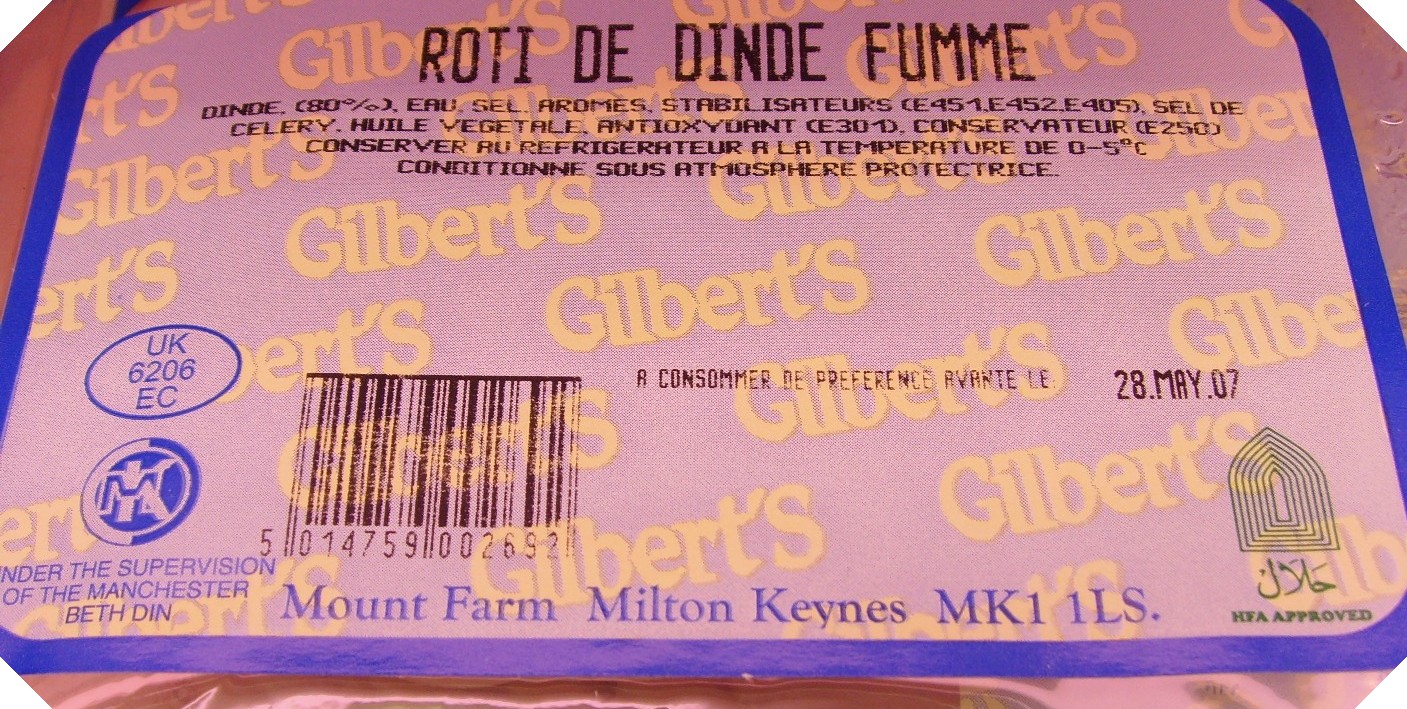 ROTI DE DINDE FUMME
DINDE, (80%), EAU, SEL, AROMES, STABILISATEURS (E451,E452,E405), SEL DE
CELERY, HUILE VEGETALE, ANTIOXYDANT (E301), CONSERVATEUR (E250)
CONSERVER AU REFRIGERATEUR A LA TEMPERATURE DE 0-5°C
CONDITIONNE SOUS ATMOSPHERE PROTECTRICE.
Gilbert'S
UK
6206
EC
A CONSOMMER DE PREFERENCE AVANTE LE:
28.MAY.07
5 014759 002692
NDER THE SUPERVISION
OF THE MANCHESTER
BETH DIN
Mount Farm Milton Keynes MK1 1LS.
حلال
HFA APPROVED